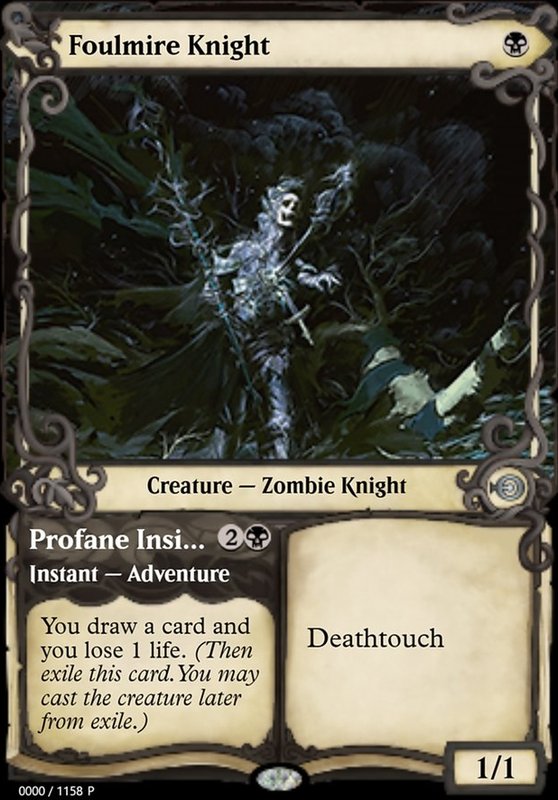 Foulmire Knight
Creature — Zombie Knight
Profane Insi... 2
Instant — Adventure
You draw a card and
you lose 1 life. (Then
exile this card. You may
cast the creature later
from exile.)
Deathtouch
1/1
0000 / 1158 P